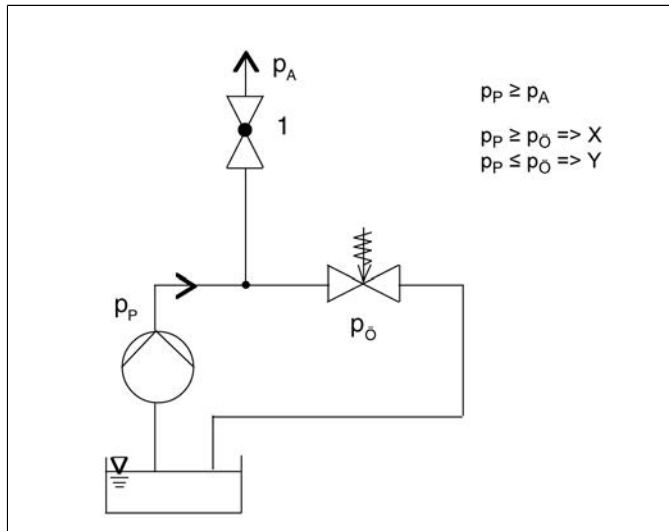 p_A
1
p_P ≥ p_A
p_P ≥ p_Ö => X
p_P ≤ p_Ö => Y
p_P
p_Ö